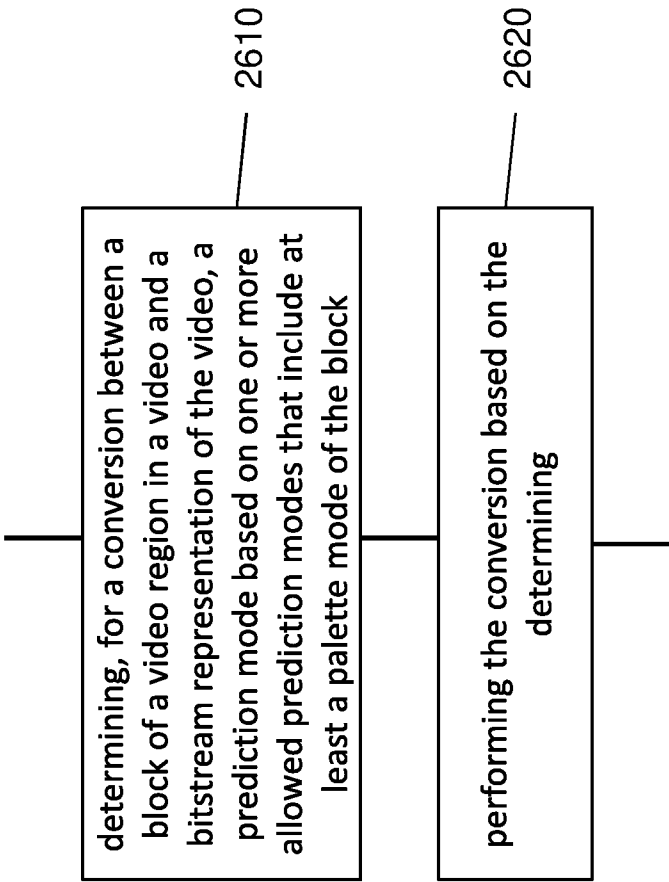 determining, for a conversion between a
block of a video region in a video and a
bitstream representation of the video, a
prediction mode based on one or more
allowed prediction modes that include at
least a palette mode of the block
2610
performing the conversion based on the
determining
2620